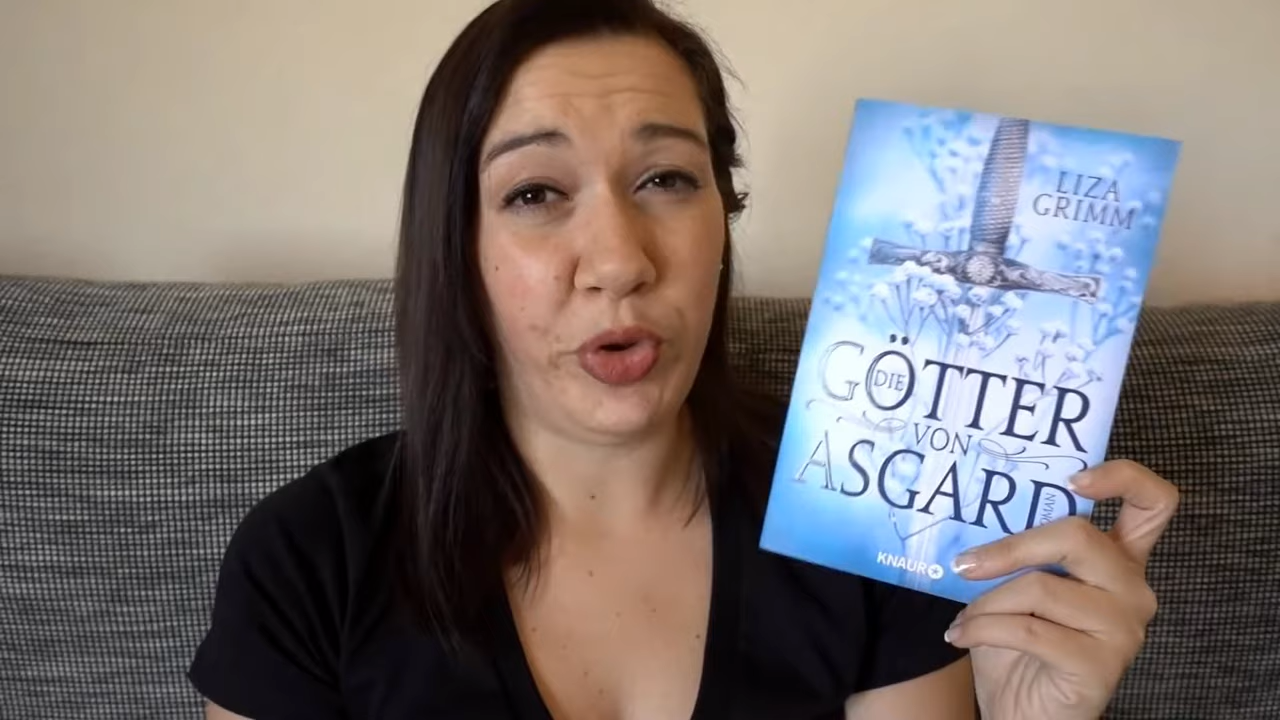 LIZA
GRIMM
DIE
GÖTTER
VON
ASGARD
ROMAN
KNAUR